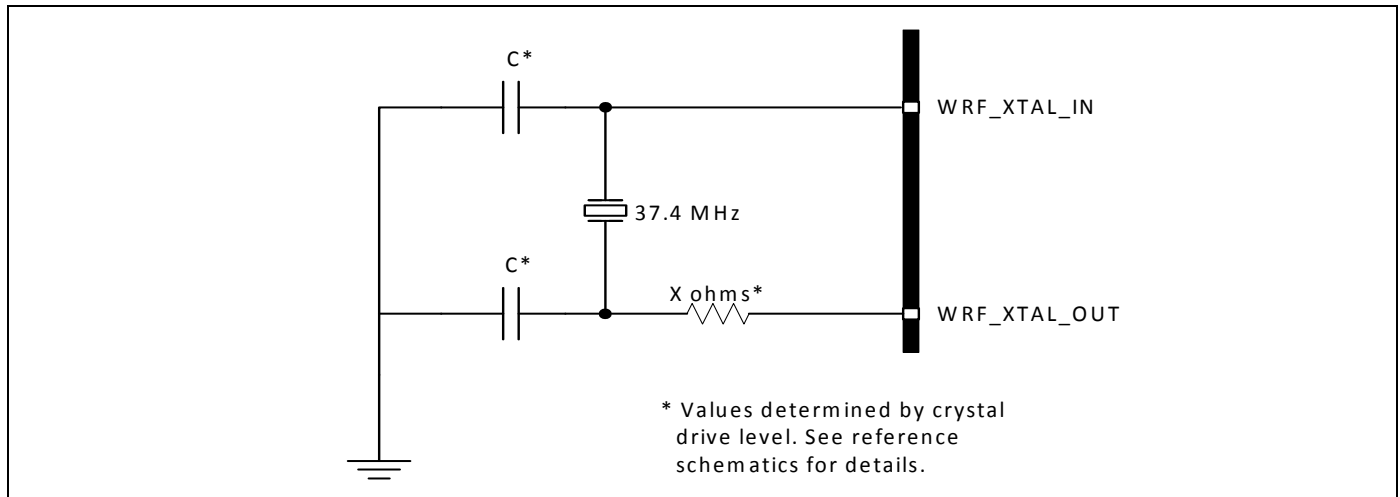 C*
WRF_XTAL_IN
37.4 MHz
C*
X ohms*
WRF_XTAL_OUT
* Values determined by crystal
drive level. See reference
schematics for details.